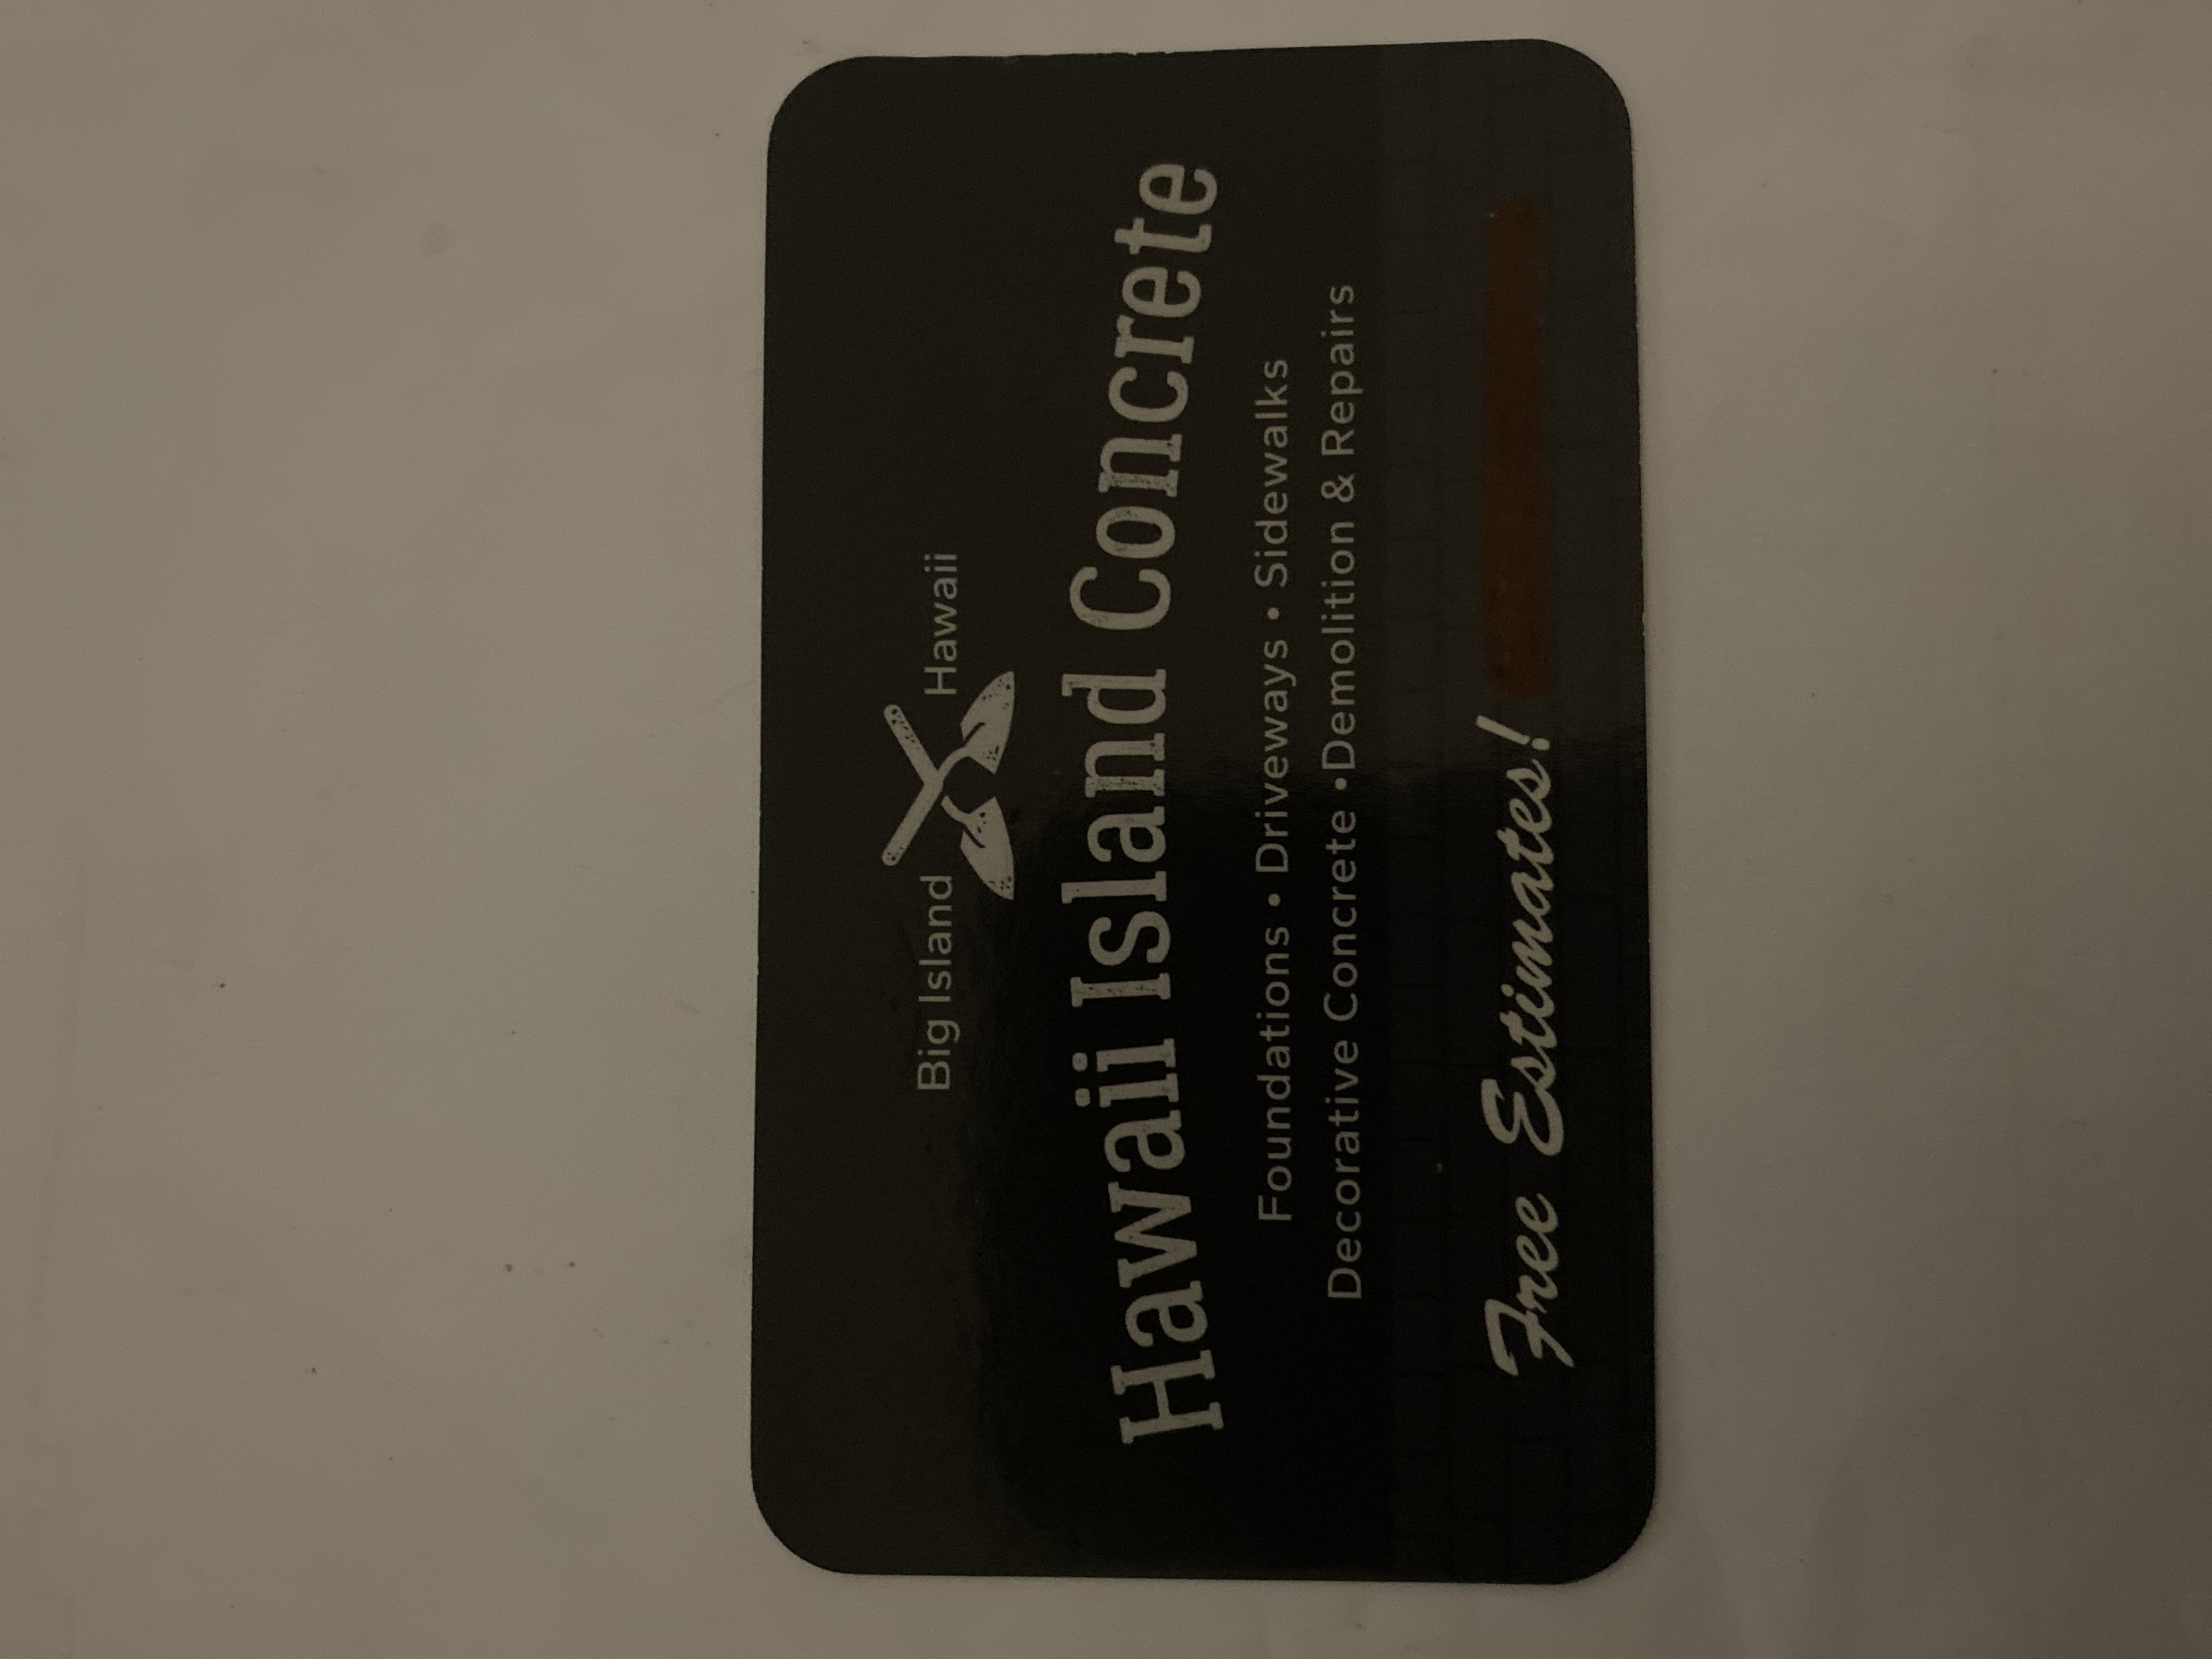 Big Island Hawaii
Hawaii Island Concrete
Foundations • Driveways • Sidewalks
Decorative Concrete •Demolition & Repairs
Free Estimates!